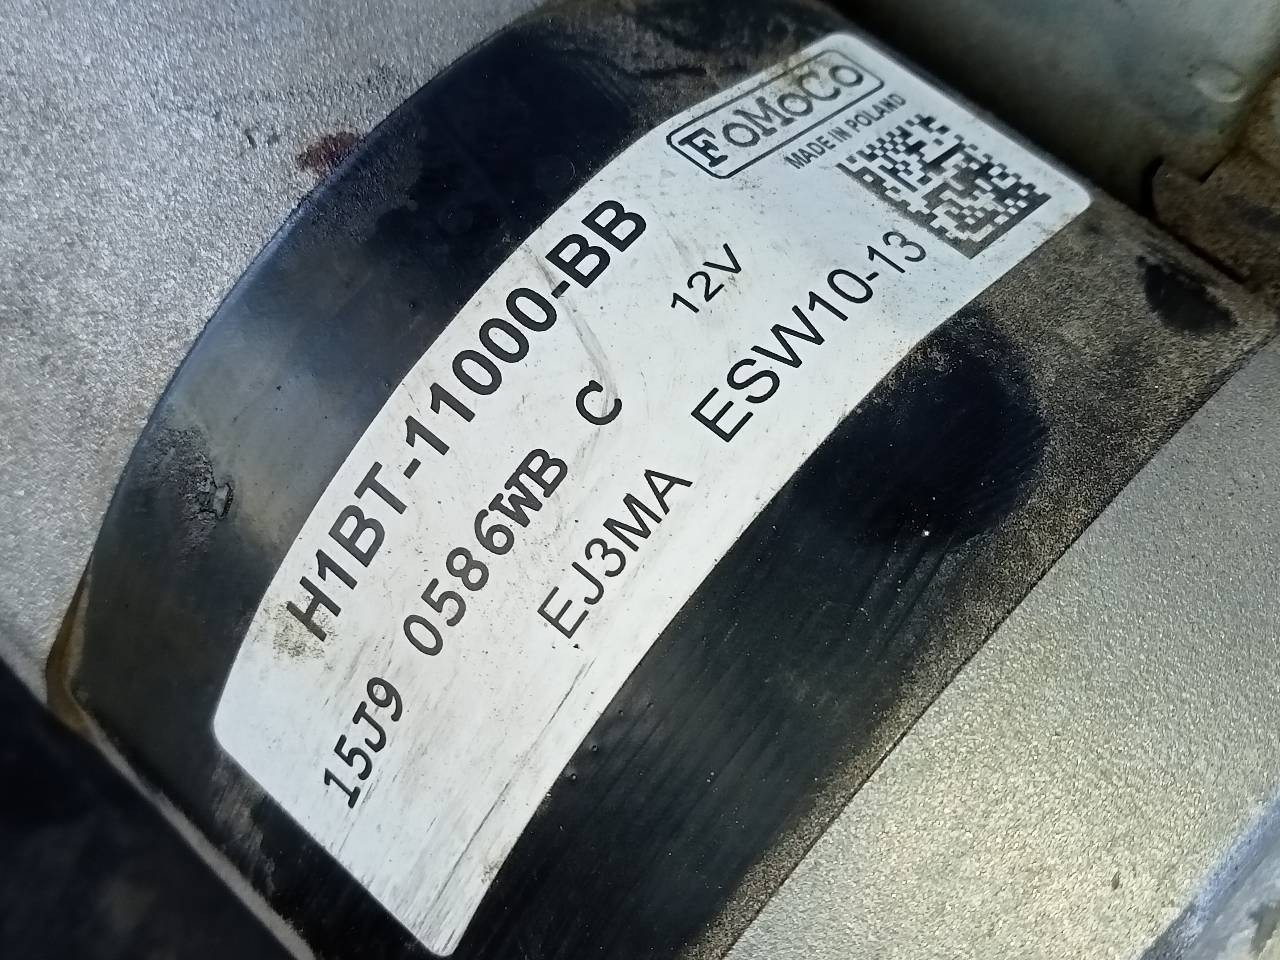 FoMoCo
MADE IN POLAND
H1BT-11000-BB
12V
15J9 0586WB C
EJ3MA ESW10-13